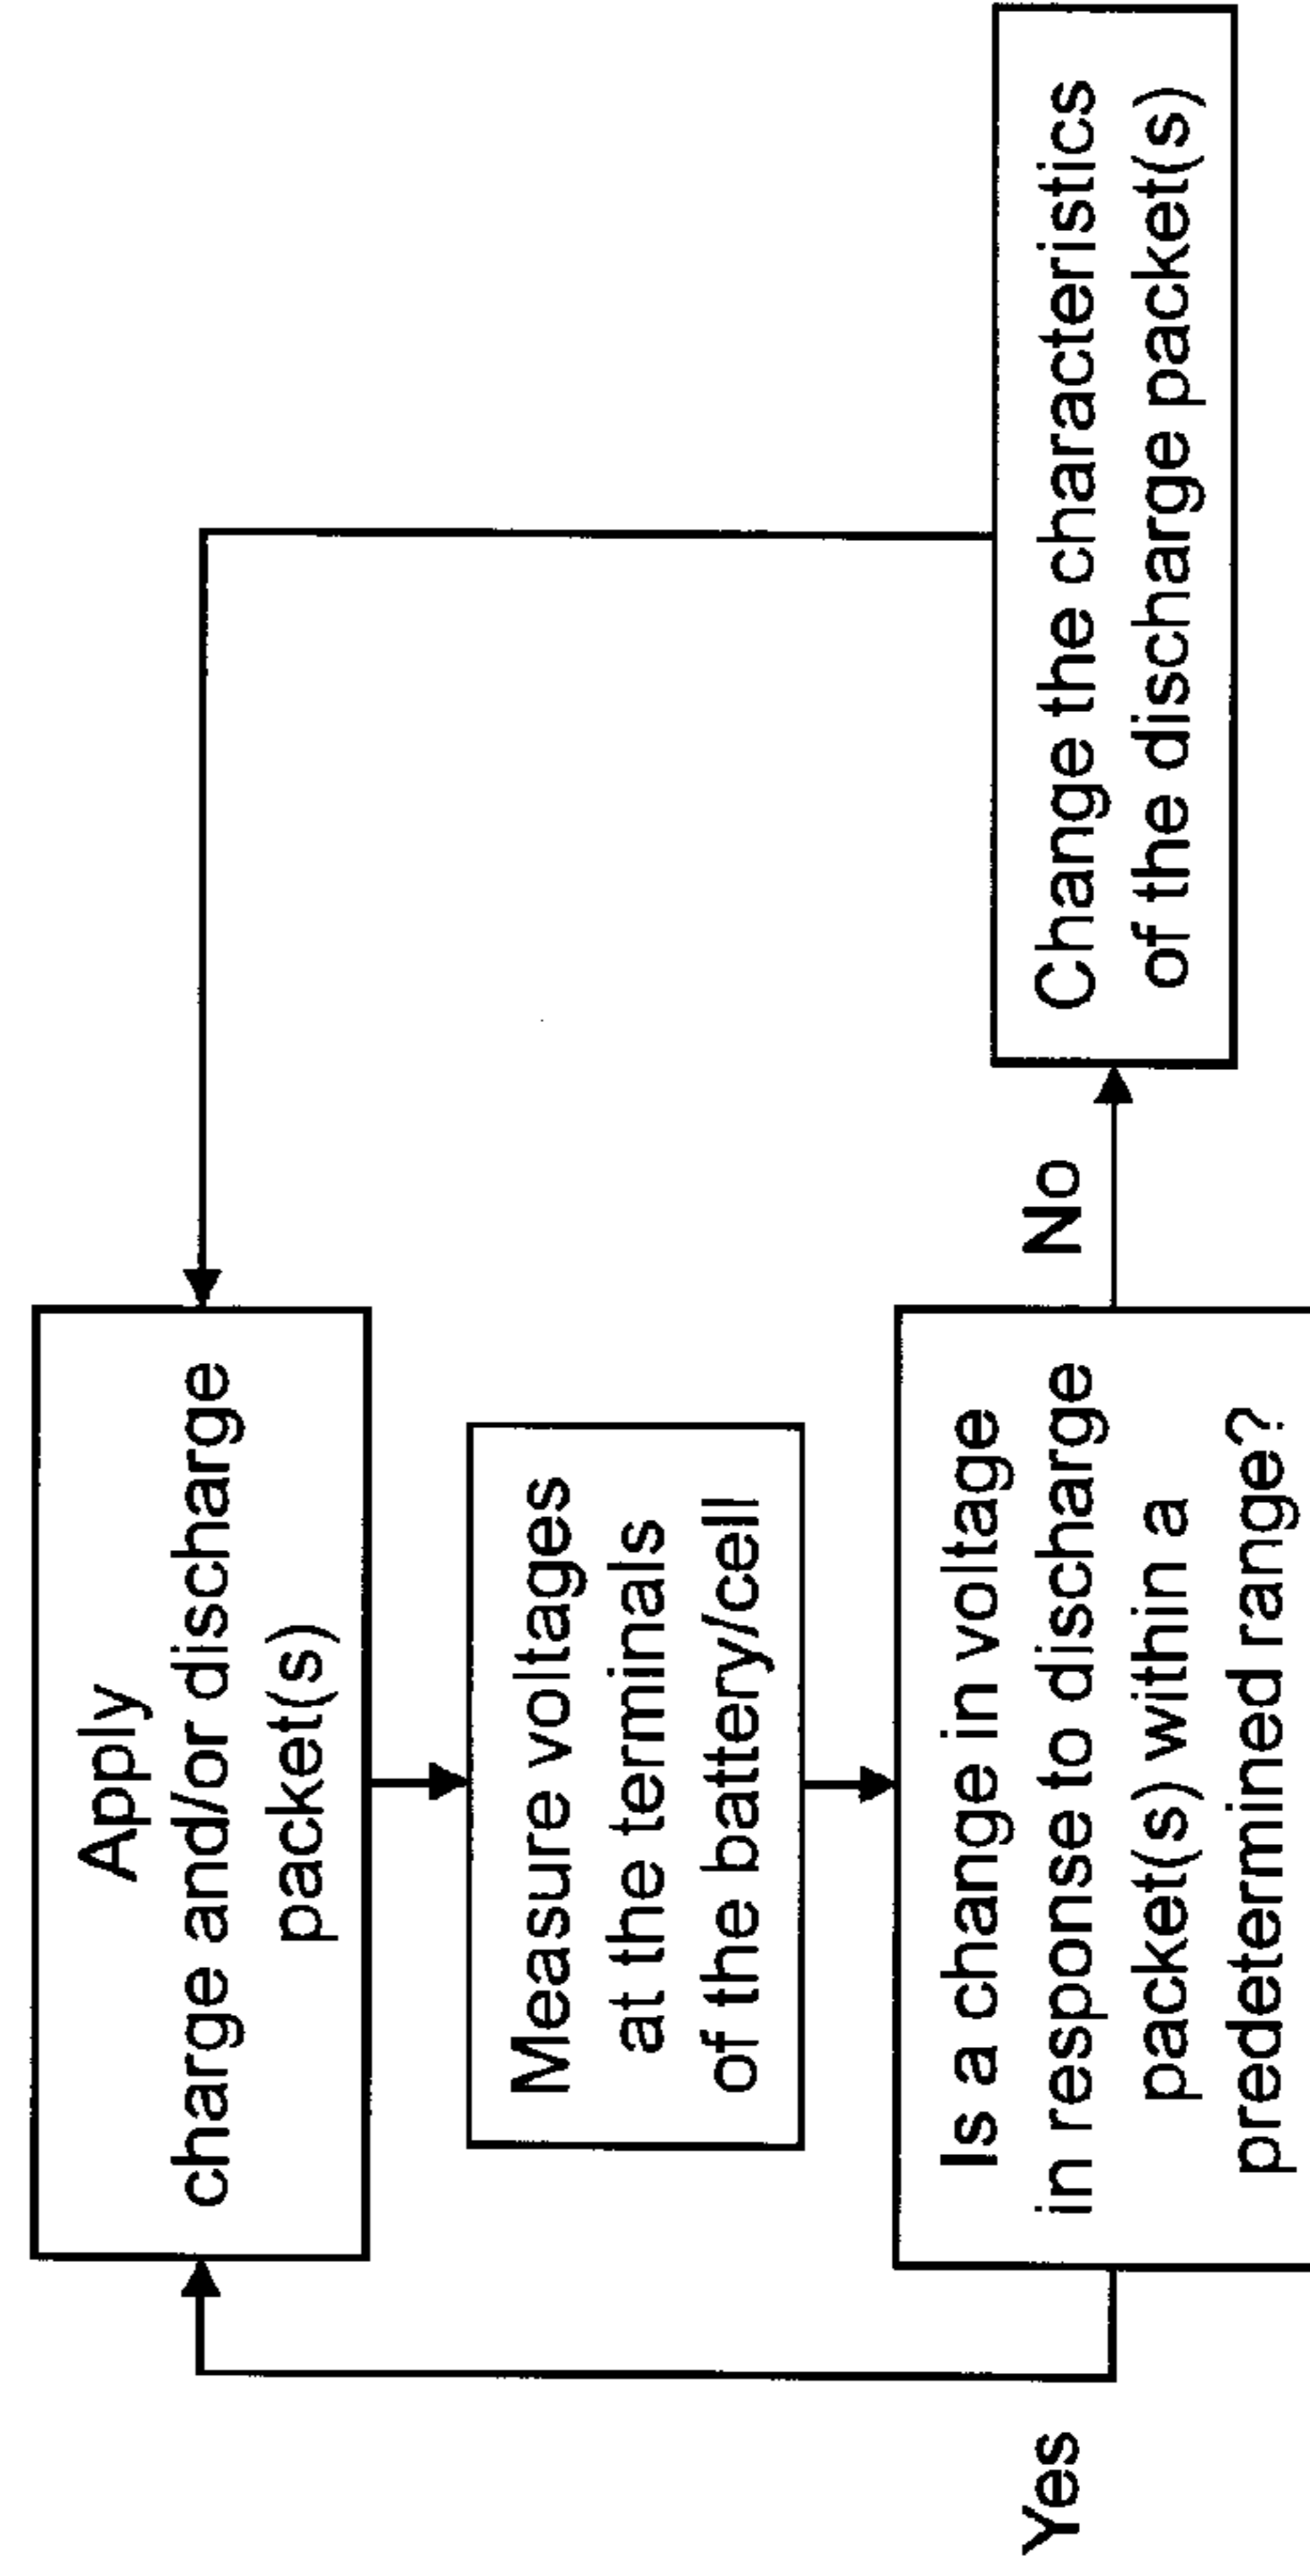 Apply
charge and/or discharge
packet(s)
Measure voltages
at the terminals
of the battery/cell
Is a change in voltage
in response to discharge
packet(s) within a
predetermined range?
Yes
No
Change the characteristics
of the discharge packet(s)